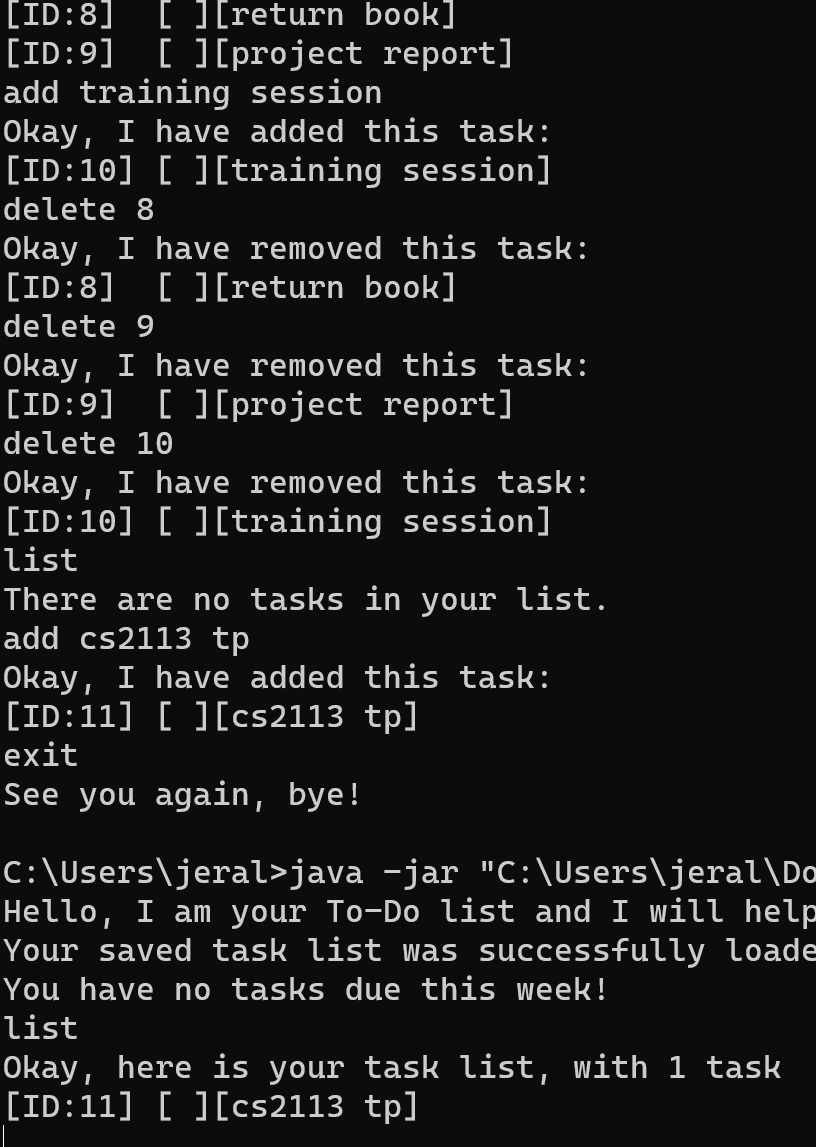 [ID:8]  [ ][return book]
[ID:9]  [ ][project report]
add training session
Okay, I have added this task:
[ID:10] [ ][training session]
delete 8
Okay, I have removed this task:
[ID:8]  [ ][return book]
delete 9
Okay, I have removed this task:
[ID:9]  [ ][project report]
delete 10
Okay, I have removed this task:
[ID:10] [ ][training session]
list
There are no tasks in your list.
add cs2113 tp
Okay, I have added this task:
[ID:11] [ ][cs2113 tp]
exit
See you again, bye!
C:\Users\jeral>java -jar "C:\Users\jeral\Do
Hello, I am your To-Do list and I will help
Your saved task list was successfully loade
You have no tasks due this week!
list
Okay, here is your task list, with 1 task
[ID:11] [ ][cs2113 tp]